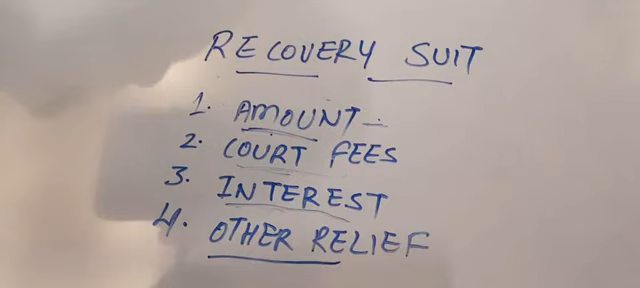 RECOVERY SUIT
1. AMOUNT
2. COURT FEES
3. INTEREST
4. OTHER RELIEF